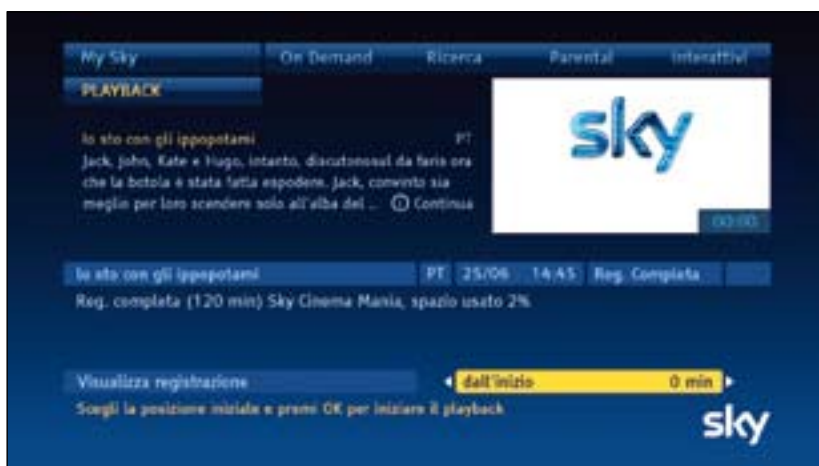 My Sky On Demand Ricerca Parental Interattivi
PLAYBACK
sky
Io sto con gli ippopotami PT
Jack, John, Kate e Hugo, intanto, discutono sul da farsi ora
che la botola è stata fatta espodere. Jack, convinto sia
meglio per loro scendere solo all'alba del ... i Continua
00:00
Io sto con gli ippopotami PT 25/06 14.45 Reg. Completa
Reg. completa (120 min) Sky Cinema Mania, spazio usato 2%
Visualizza registrazione dall'inizio 0 min
Scegli la posizione iniziale e premi OK per iniziare il playback
sky